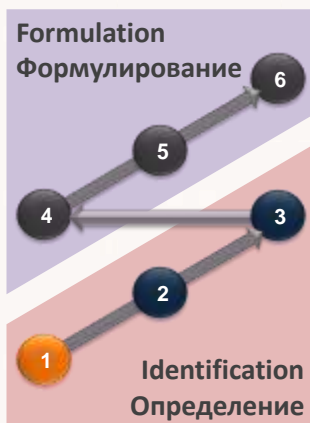 Formulation
Формулирование
6
5
4
3
2
1
Identification
Определение